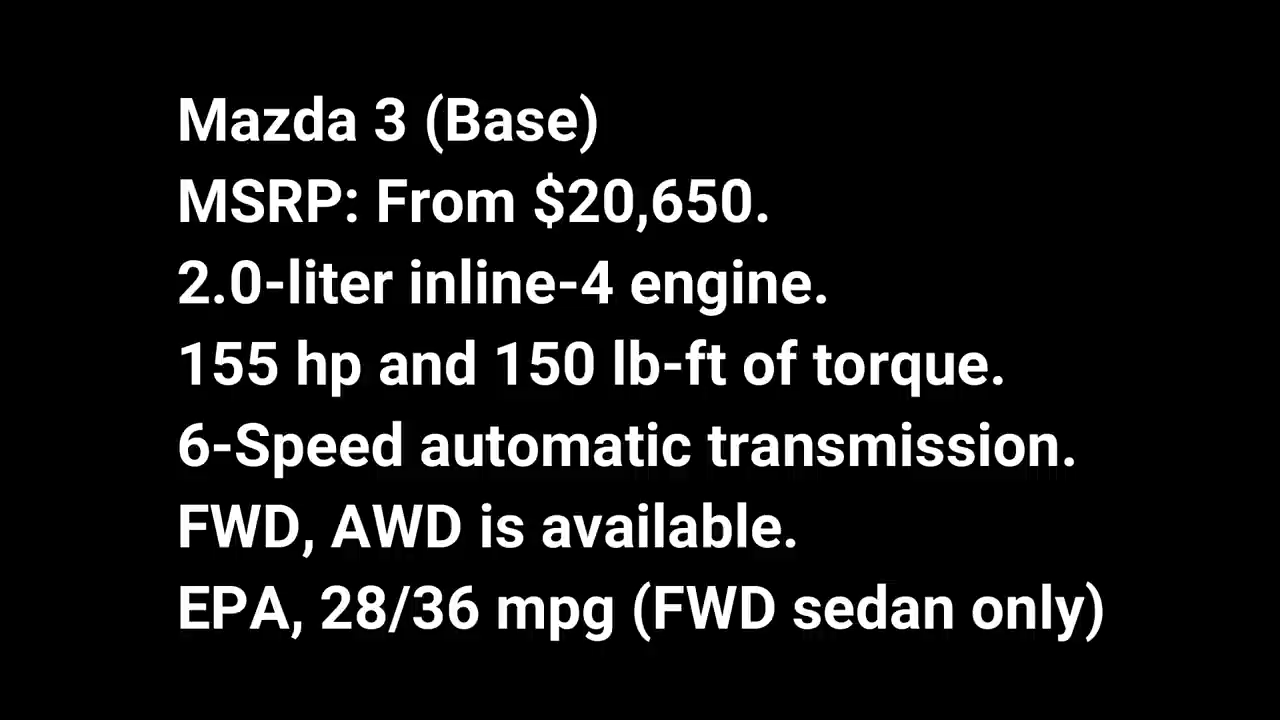 Mazda 3 (Base)
MSRP: From $20,650.
2.0-liter inline-4 engine.
155 hp and 150 lb-ft of torque.
6-Speed automatic transmission.
FWD, AWD is available.
EPA, 28/36 mpg (FWD sedan only)